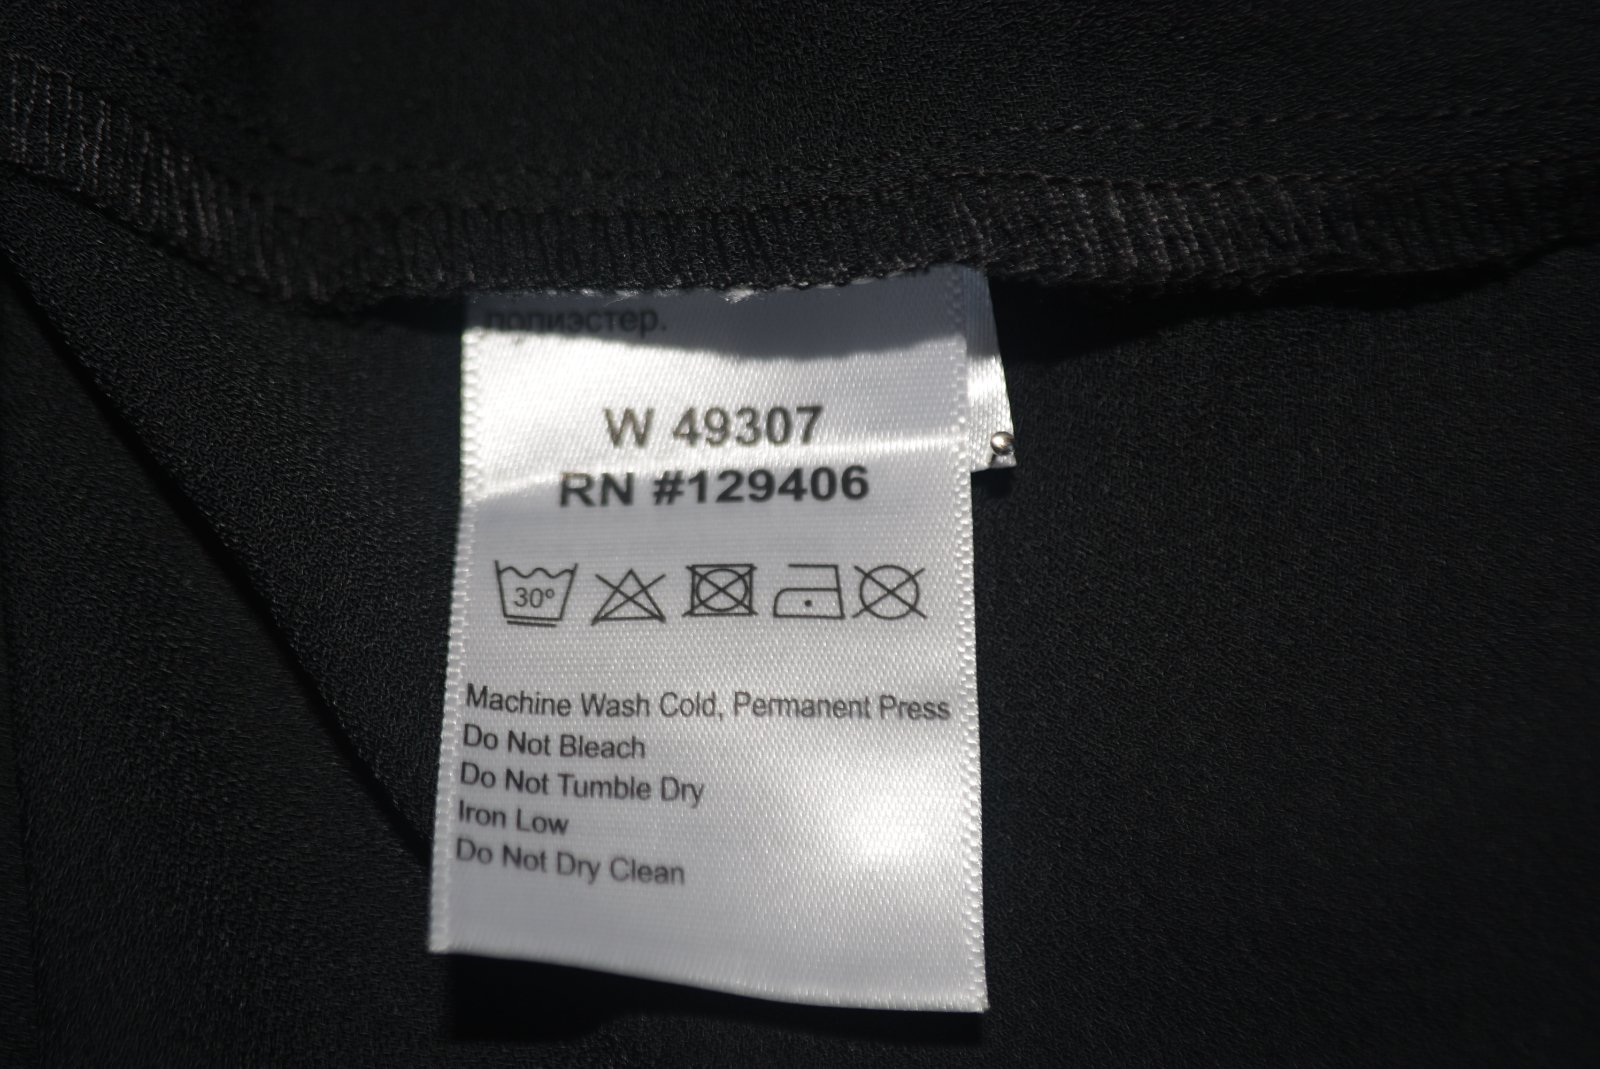 полиэстер.
W 49307
RN #129406
30º
Machine Wash Cold, Permanent Press
Do Not Bleach
Do Not Tumble Dry
Iron Low
Do Not Dry Clean